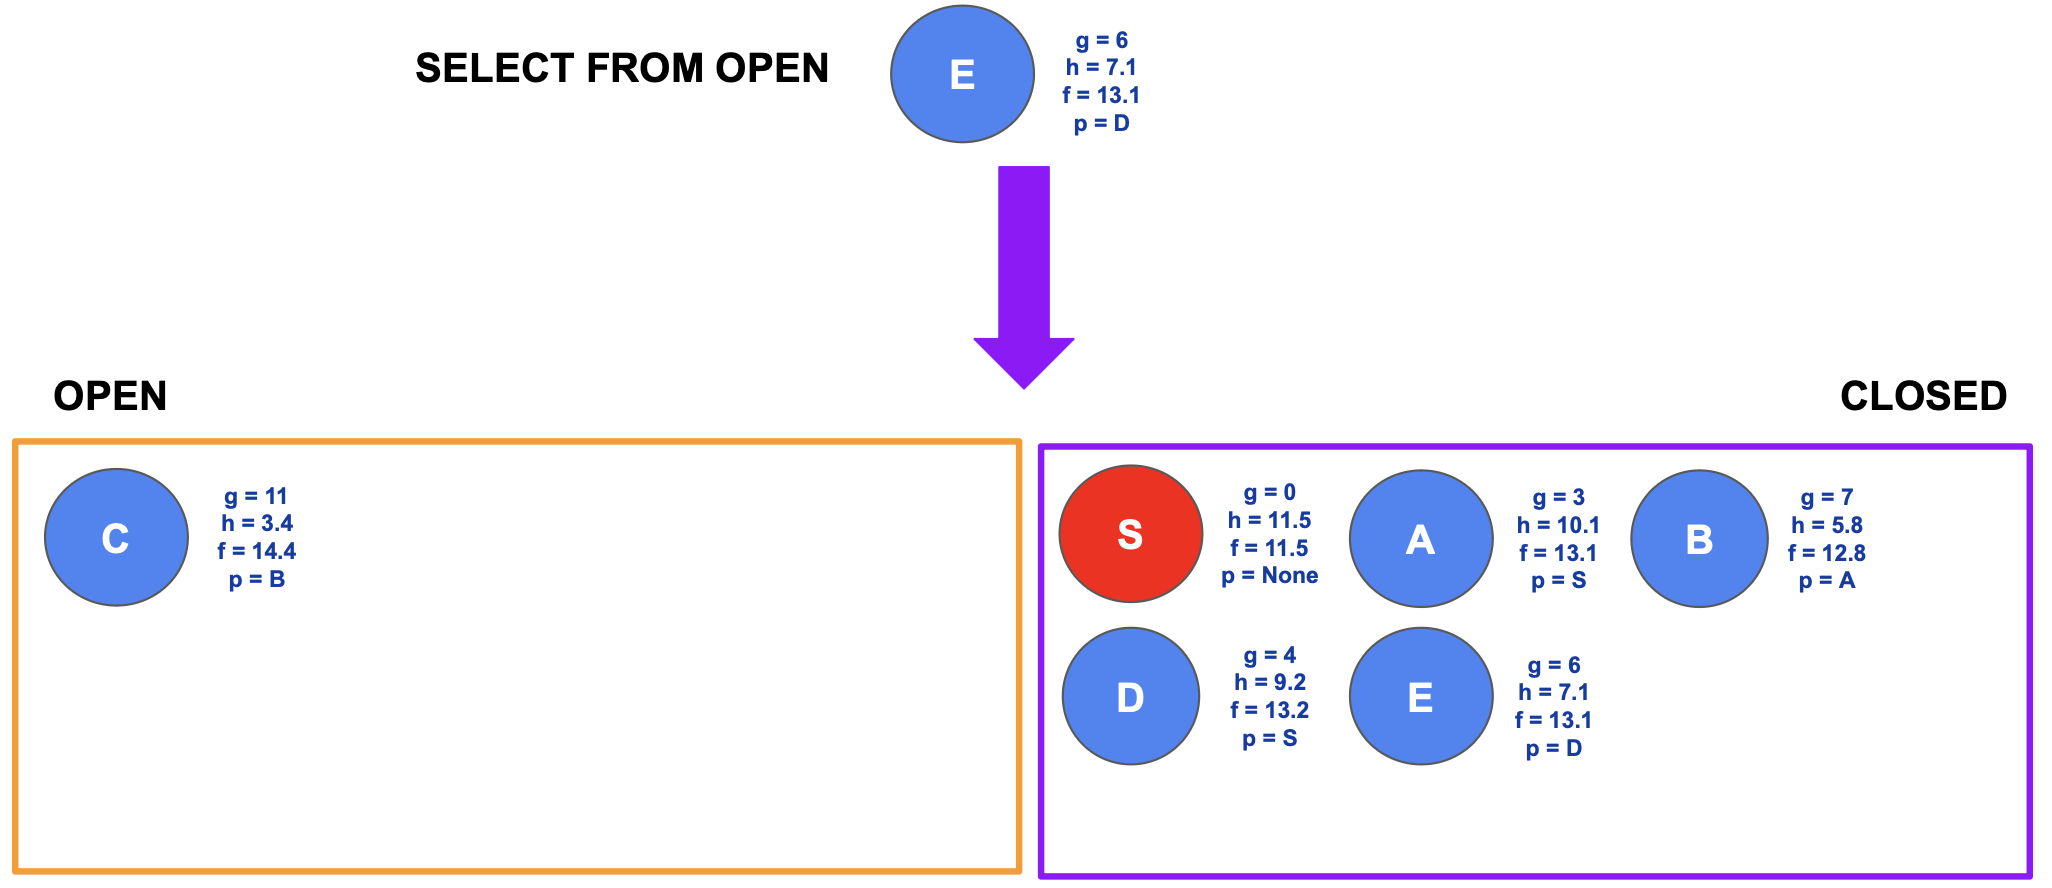 SELECT FROM OPEN
E
g = 6
h = 7.1
f = 13.1
p = D
OPEN
CLOSED
C
g = 11
h = 3.4
f = 14.4
p = B
S
g = 0
h = 11.5
f = 11.5
p = None
A
g = 3
h = 10.1
f = 13.1
p = S
B
g = 7
h = 5.8
f = 12.8
p = A
D
g = 4
h = 9.2
f = 13.2
p = S
E
g = 6
h = 7.1
f = 13.1
p = D